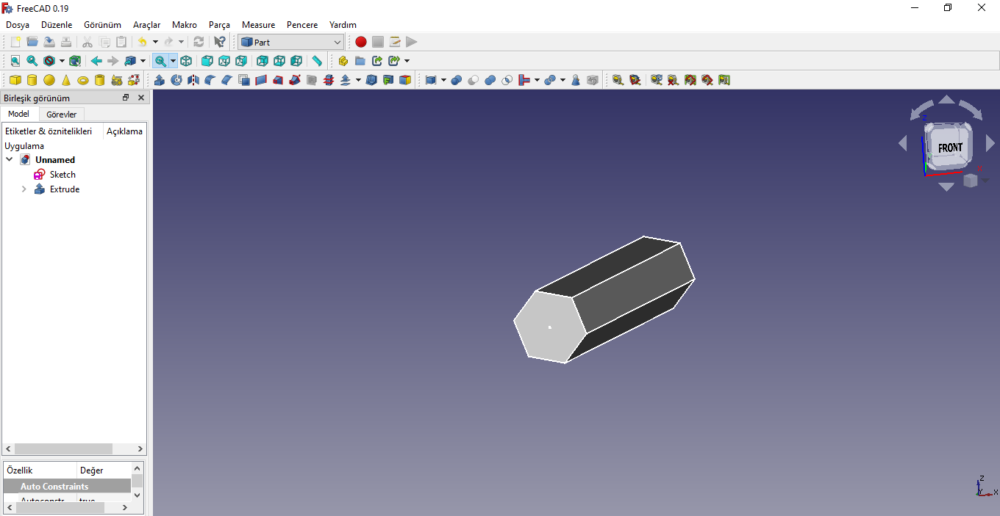 FreeCAD 0.19
Dosya Düzenle Görünüm Araçlar Makro Parça Measure Pencere Yardım
Part
Birleşik görünüm
Model Görevler
Etiketler & öznitelikleri Açıklama
Uygulama
Unnamed
Sketch
Extrude
Özellik Değer
Auto Constraints
Autoconstr true
Z
FRONT
X
Z
Y
X